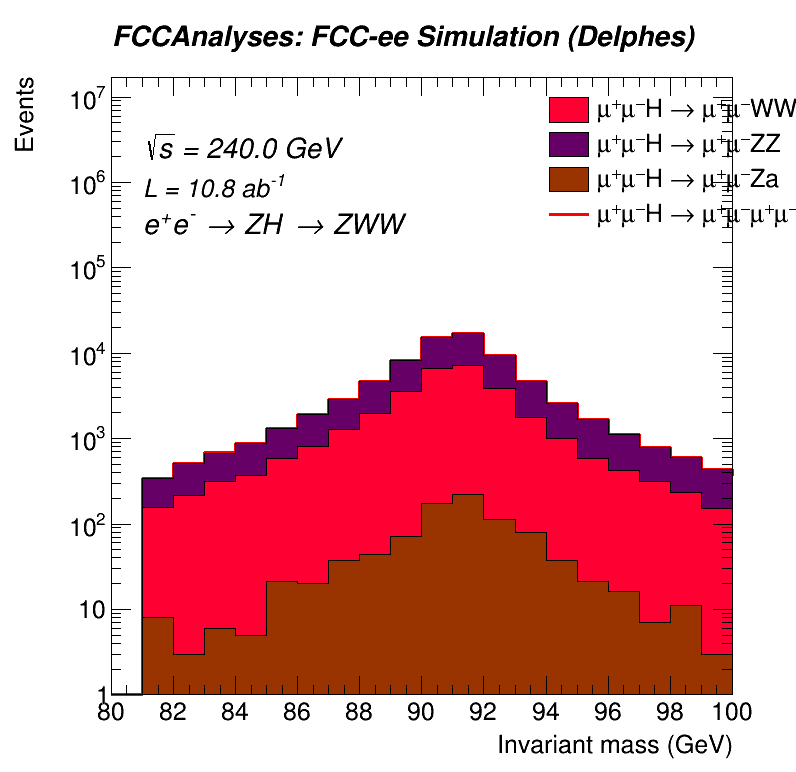 FCCAnalyses: FCC-ee Simulation (Delphes)
Events
√s = 240.0 GeV
L = 10.8 ab⁻¹
e⁺e⁻ → ZH → ZWW
μ⁺μ⁻H → μ⁺μ⁻WW
μ⁺μ⁻H → μ⁺μ⁻ZZ
μ⁺μ⁻H → μ⁺μ⁻Za
μ⁺μ⁻H → μ⁺μ⁻μ⁺μ⁻
10⁷
10⁶
10⁵
10⁴
10³
10²
10
1
80 82 84 86 88 90 92 94 96 98 100
Invariant mass (GeV)